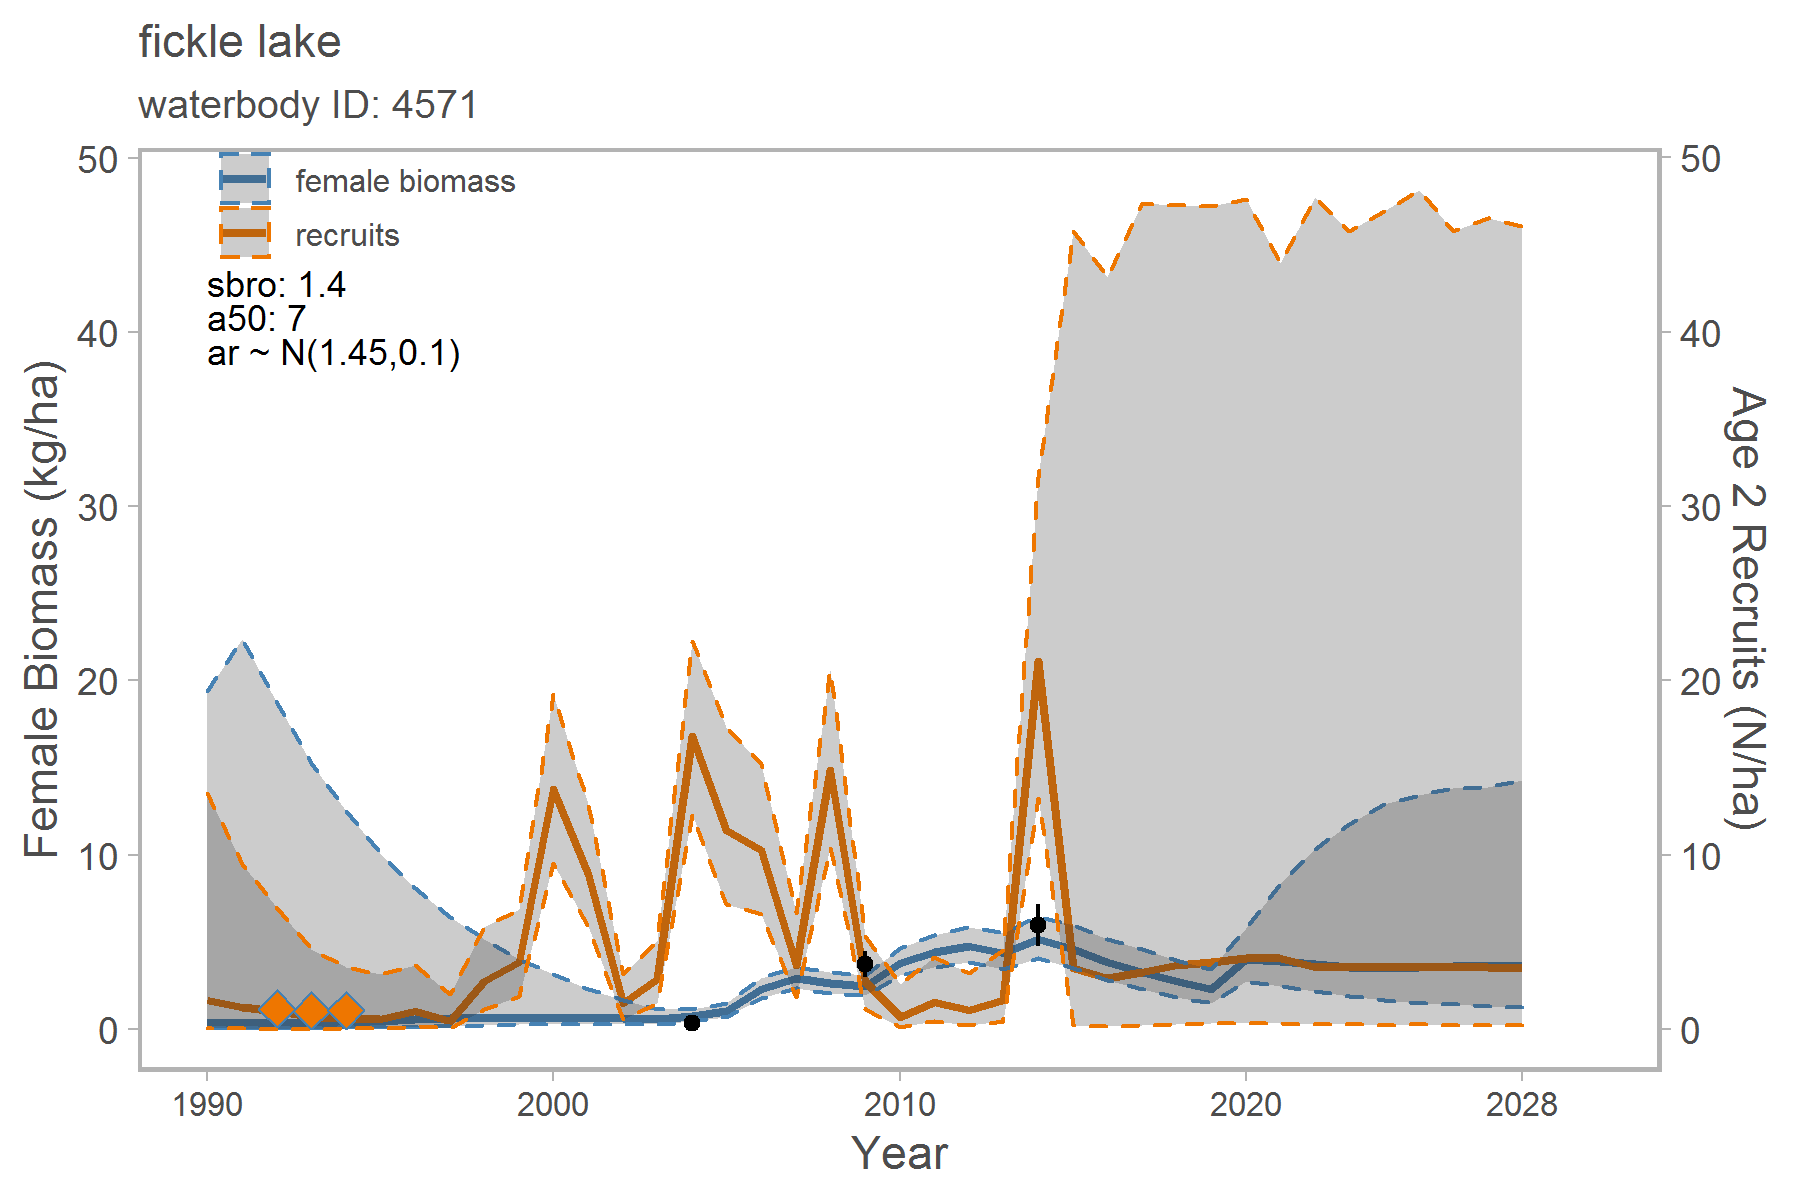 fickle lake
waterbody ID: 4571
female biomass
recruits
sbro: 1.4
a50: 7
ar ~ N(1.45,0.1)
Female Biomass (kg/ha)
50
40
30
20
10
0
50
40
30
20
10
0
Age 2 Recruits (N/ha)
1990
2000
2010
2020
2028
Year